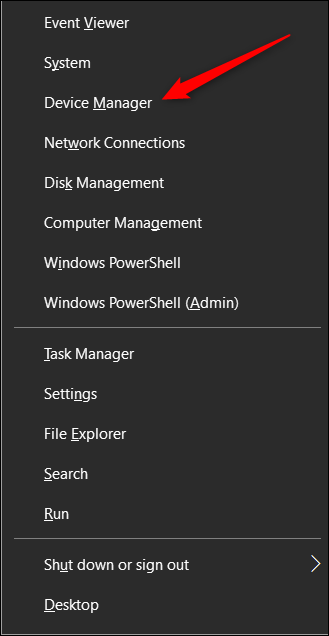 Event Viewer
System
Device Manager
Network Connections
Disk Management
Computer Management
Windows PowerShell
Windows PowerShell (Admin)
Task Manager
Settings
File Explorer
Search
Run
Shut down or sign out
Desktop